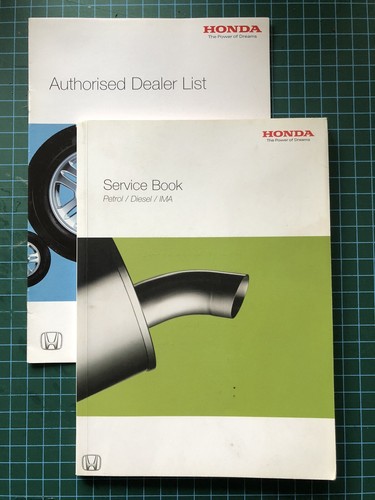 HONDA
The Power of Dreams
Authorised Dealer List
HONDA
The Power of Dreams
Service Book
Petrol / Diesel / IMA